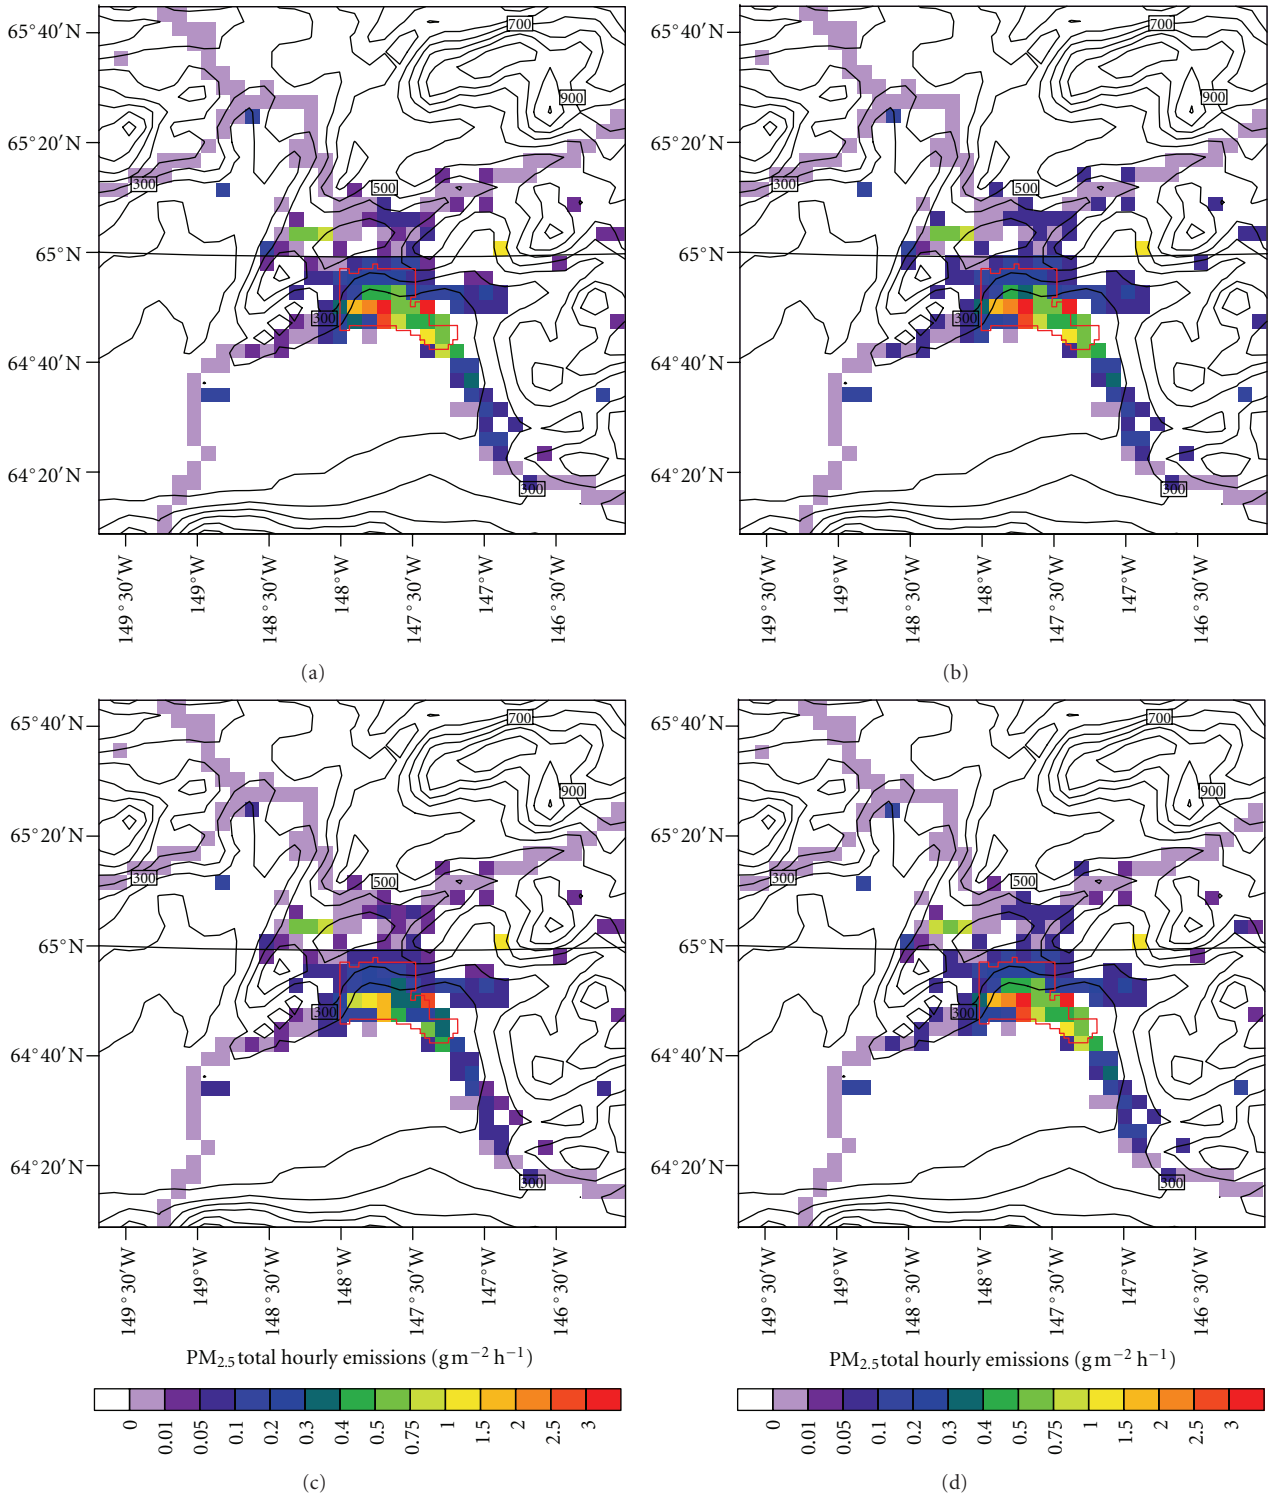 65°40′N
65°20′N
65°N
64°40′N
64°20′N
700
900
300
500
300
300
149°30′W
149°W
148°30′W
148°W
147°30′W
147°W
146°30′W
(a)
65°40′N
65°20′N
65°N
64°40′N
64°20′N
700
900
300
500
300
300
149°30′W
149°W
148°30′W
148°W
147°30′W
147°W
146°30′W
(b)
65°40′N
65°20′N
65°N
64°40′N
64°20′N
700
900
300
500
300
300
149°30′W
149°W
148°30′W
148°W
147°30′W
147°W
146°30′W
PM2.5 total hourly emissions (g m−2 h−1)
0 0.01 0.05 0.1 0.2 0.3 0.4 0.5 0.75 1 1.5 2 2.5 3
(c)
65°40′N
65°20′N
65°N
64°40′N
64°20′N
700
900
300
500
300
300
149°30′W
149°W
148°30′W
148°W
147°30′W
147°W
146°30′W
PM2.5 total hourly emissions (g m−2 h−1)
0 0.01 0.05 0.1 0.2 0.3 0.4 0.5 0.75 1 1.5 2 2.5 3
(d)